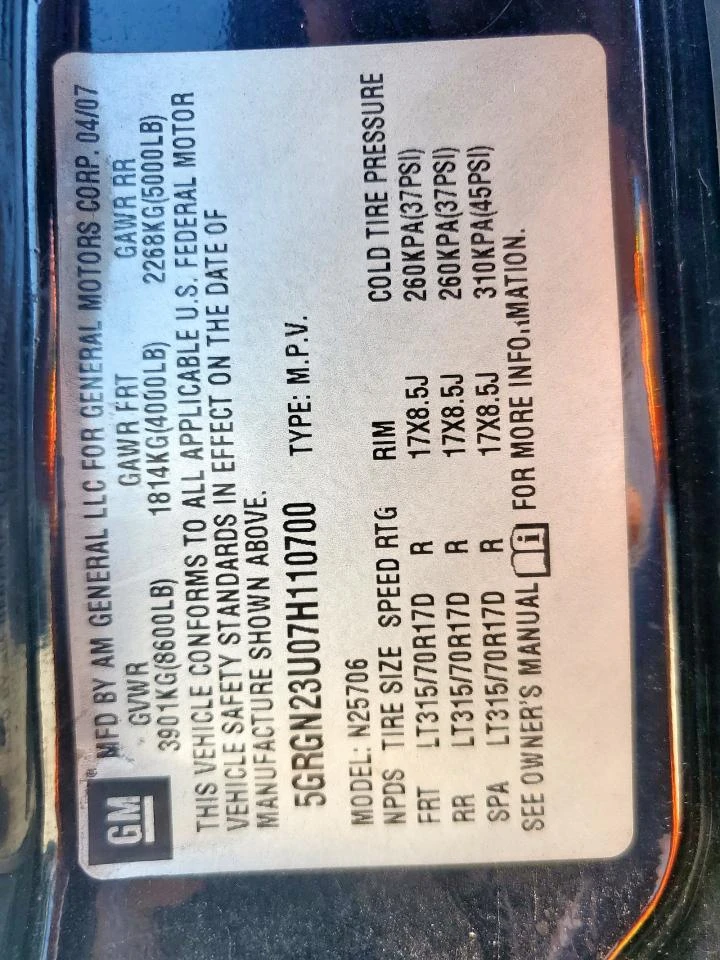 GM
MFD BY AM GENERAL LLC FOR GENERAL MOTORS CORP. 04/07
GVWR GAWR FRT GAWR RR
3901KG(8600LB) 1814KG(4000LB) 2268KG(5000LB)
THIS VEHICLE CONFORMS TO ALL APPLICABLE U.S. FEDERAL MOTOR
VEHICLE SAFETY STANDARDS IN EFFECT ON THE DATE OF
MANUFACTURE SHOWN ABOVE.
5GRGN23U07H110700 TYPE: M.P.V.
MODEL: N25706
NPDS TIRE SIZE SPEED RTG RIM COLD TIRE PRESSURE
FRT LT315/70R17D R 17X8.5J 260KPA(37PSI)
RR LT315/70R17D R 17X8.5J 260KPA(37PSI)
SPA LT315/70R17D R 17X8.5J 310KPA(45PSI)
SEE OWNER'S MANUAL i FOR MORE INFORMATION.